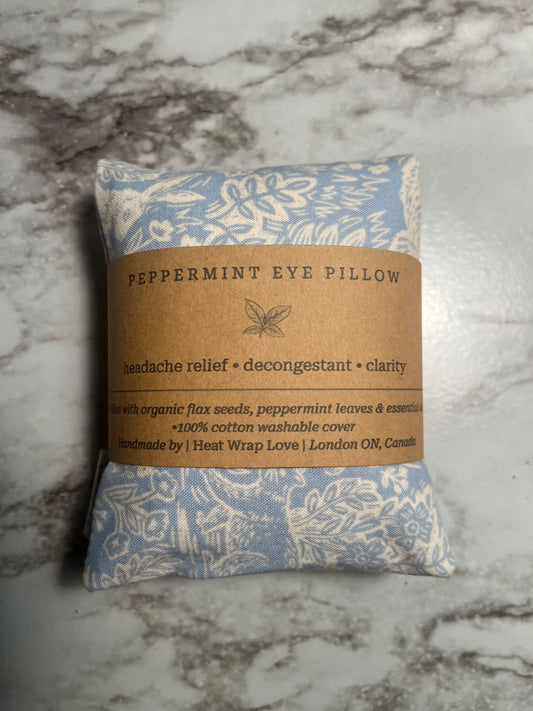 PEPPERMINT EYE PILLOW
headache relief • decongestant • clarity
with organic flax seeds, peppermint leaves & essential
•100% cotton washable cover
Handmade by | Heat Wrap Love | London ON, Canada